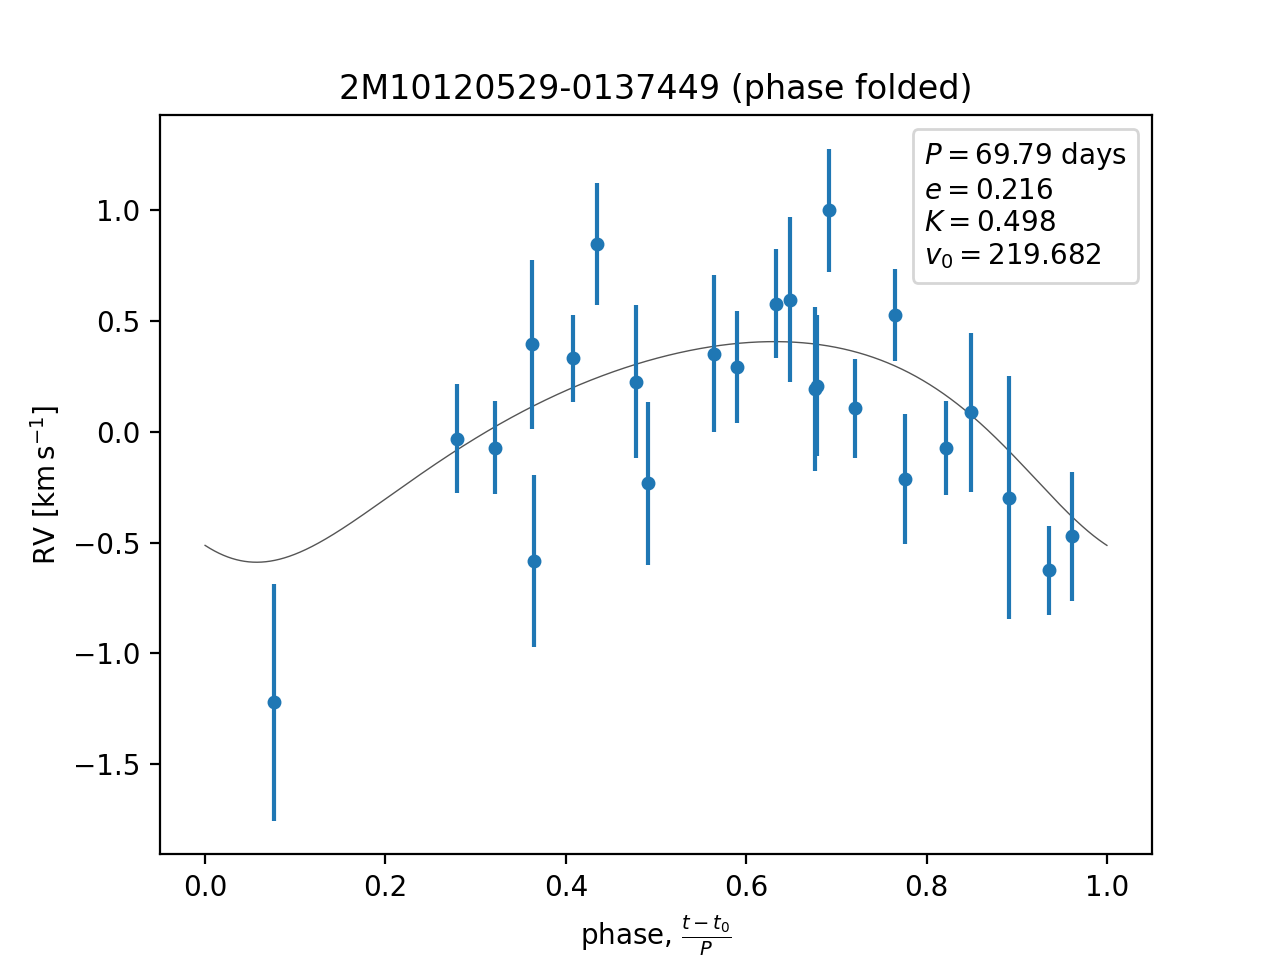 2M10120529-0137449 (phase folded)
P = 69.79 days
e = 0.216
K = 0.498
v₀ = 219.682
1.0
0.5
0.0
−0.5
−1.0
−1.5
RV [km s⁻¹]
0.0 0.2 0.4 0.6 0.8 1.0
phase, (t − t₀)/P